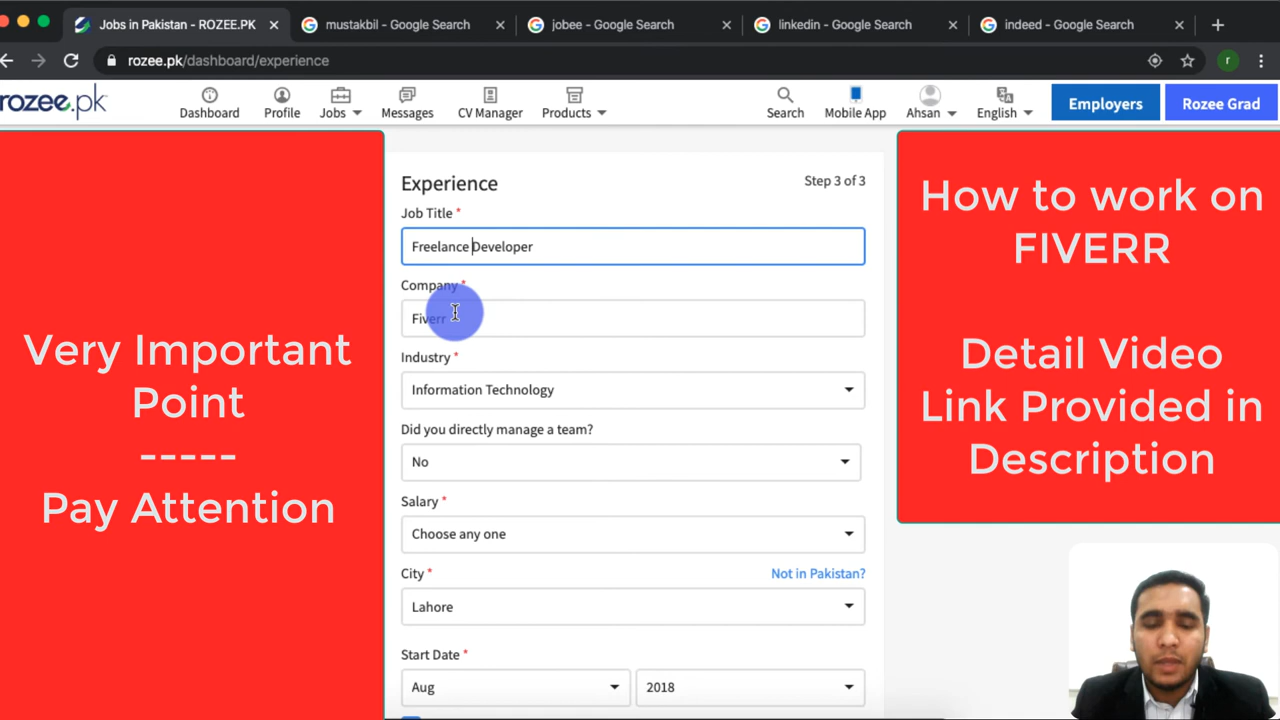 Jobs in Pakistan - ROZEE.PK
mustakbil - Google Search
jobee - Google Search
linkedin - Google Search
indeed - Google Search
rozee.pk/dashboard/experience
r
rozee.pk
Dashboard
Profile
Jobs
Messages
CV Manager
Products
Search
Mobile App
Ahsan
English
Employers
Rozee Grad
Very Important
Point
-----
Pay Attention
Experience
Step 3 of 3
Job Title *
Freelance Developer
Company *
Fiverr
Industry *
Information Technology
Did you directly manage a team?
No
Salary *
Choose any one
City *
Not in Pakistan?
Lahore
Start Date *
Aug
2018
How to work on
FIVERR
Detail Video
Link Provided in
Description